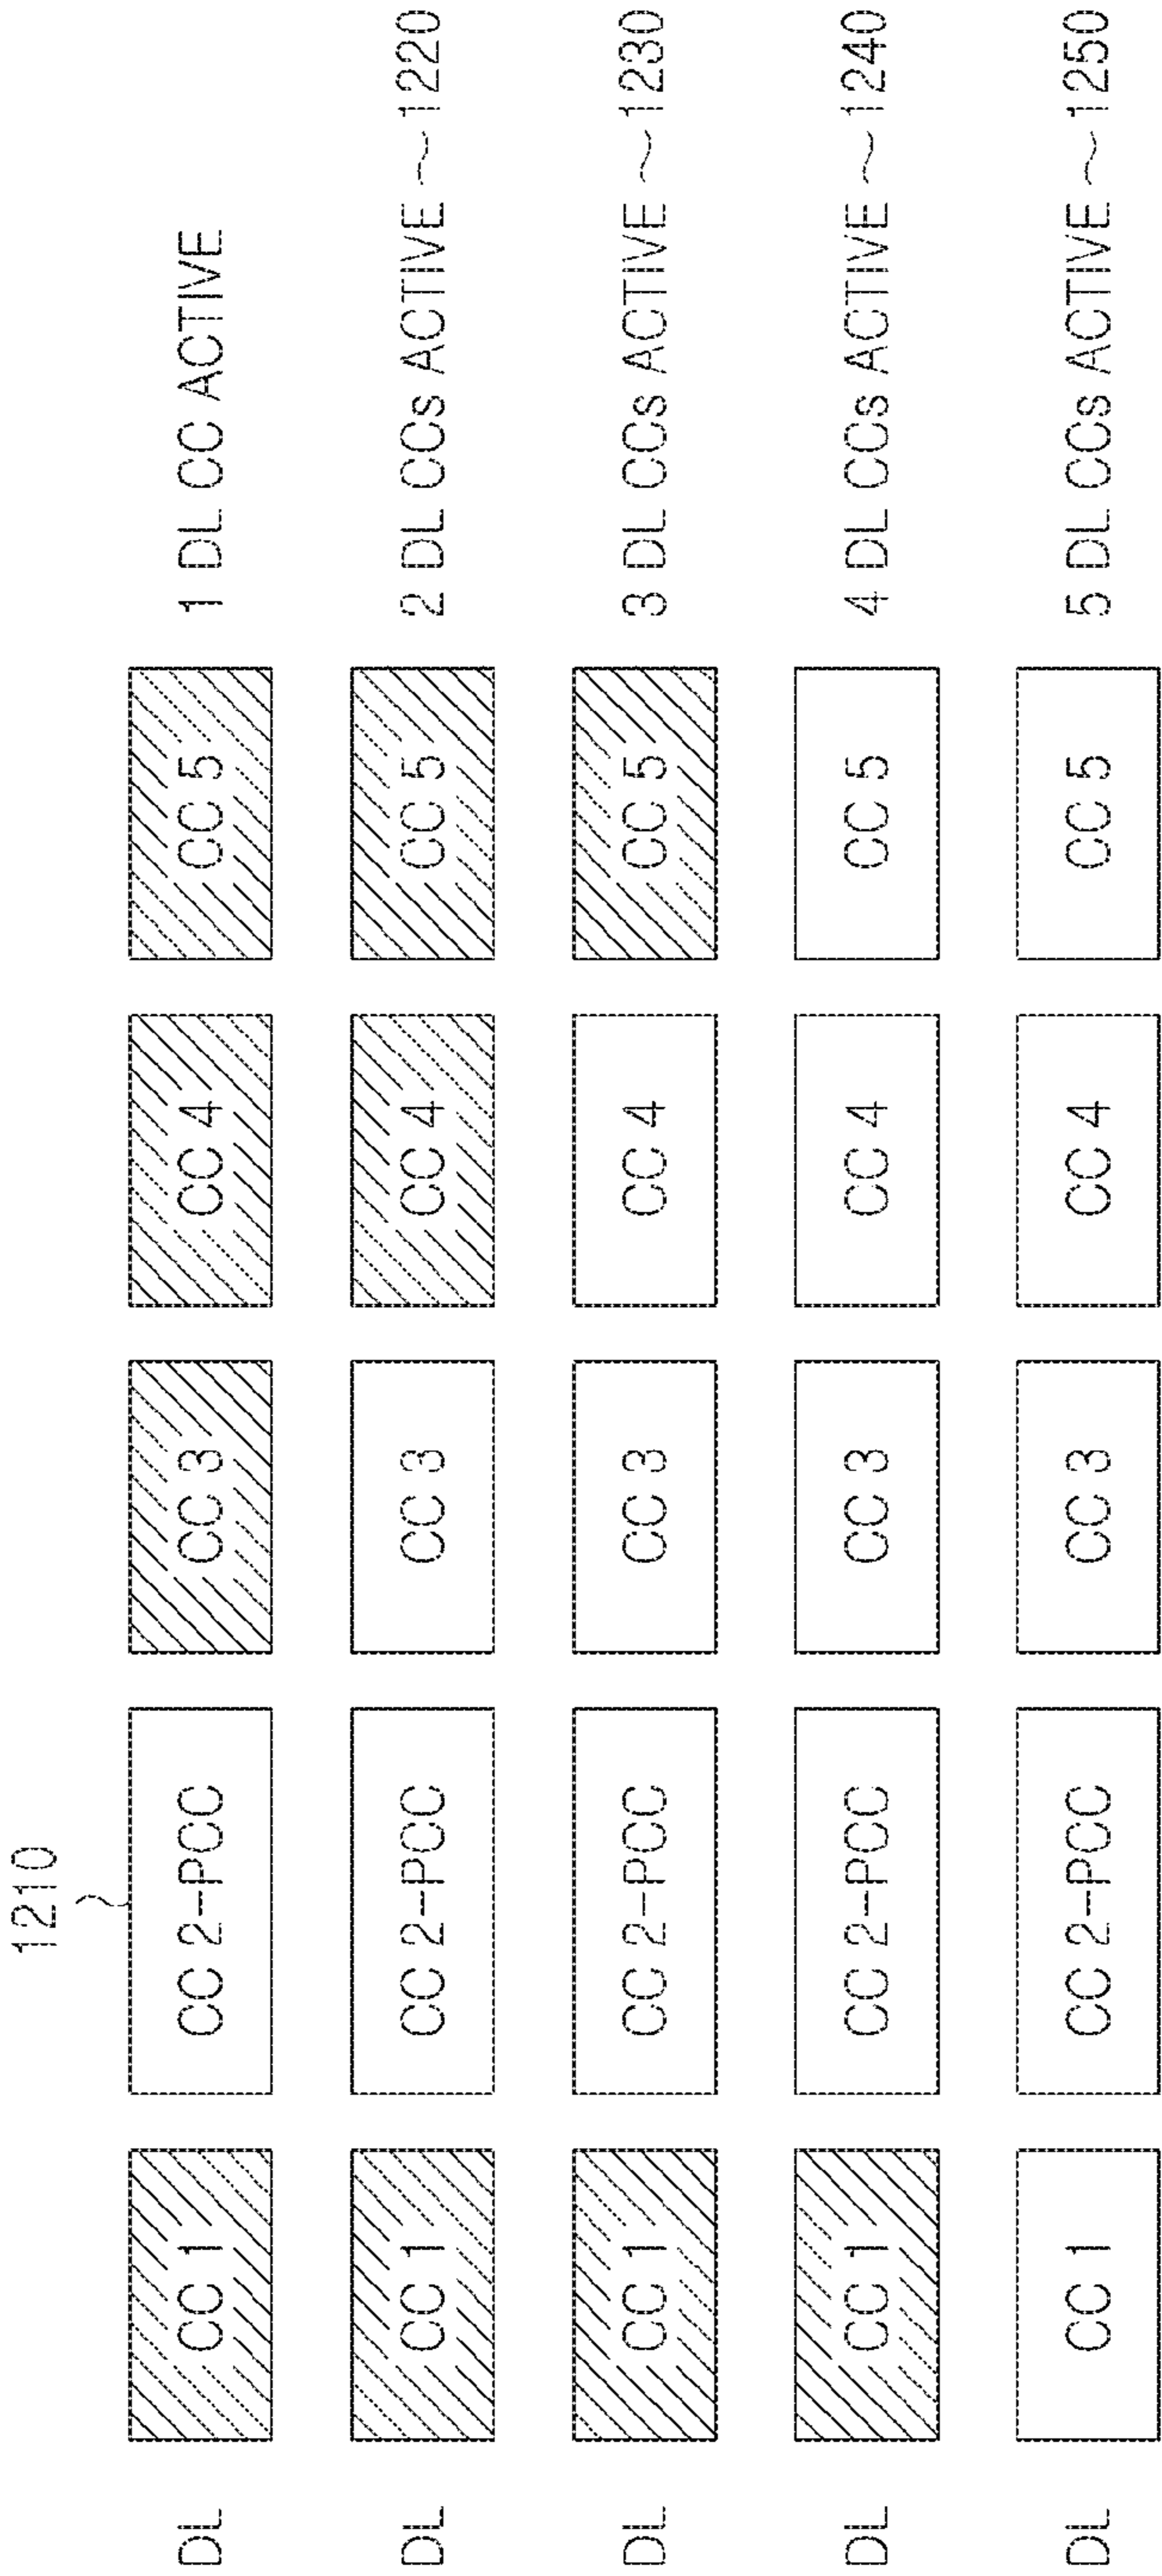 1210
DL CC 1 CC 2-PCC CC 3 CC 4 CC 5 1 DL CC ACTIVE
DL CC 1 CC 2-PCC CC 3 CC 4 CC 5 2 DL CCs ACTIVE ~1220
DL CC 1 CC 2-PCC CC 3 CC 4 CC 5 3 DL CCs ACTIVE ~1230
DL CC 1 CC 2-PCC CC 3 CC 4 CC 5 4 DL CCs ACTIVE ~1240
DL CC 1 CC 2-PCC CC 3 CC 4 CC 5 5 DL CCs ACTIVE ~1250